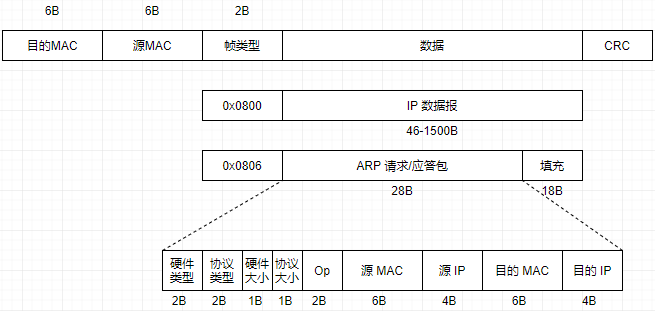 6B 6B 2B
目的MAC 源MAC 帧类型 数据 CRC
0x0800 IP 数据报
46-1500B
0x0806 ARP 请求/应答包 填充
28B 18B
硬件类型 协议类型 硬件大小 协议大小 Op 源 MAC 源 IP 目的 MAC 目的 IP
2B 2B 1B 1B 2B 6B 4B 6B 4B